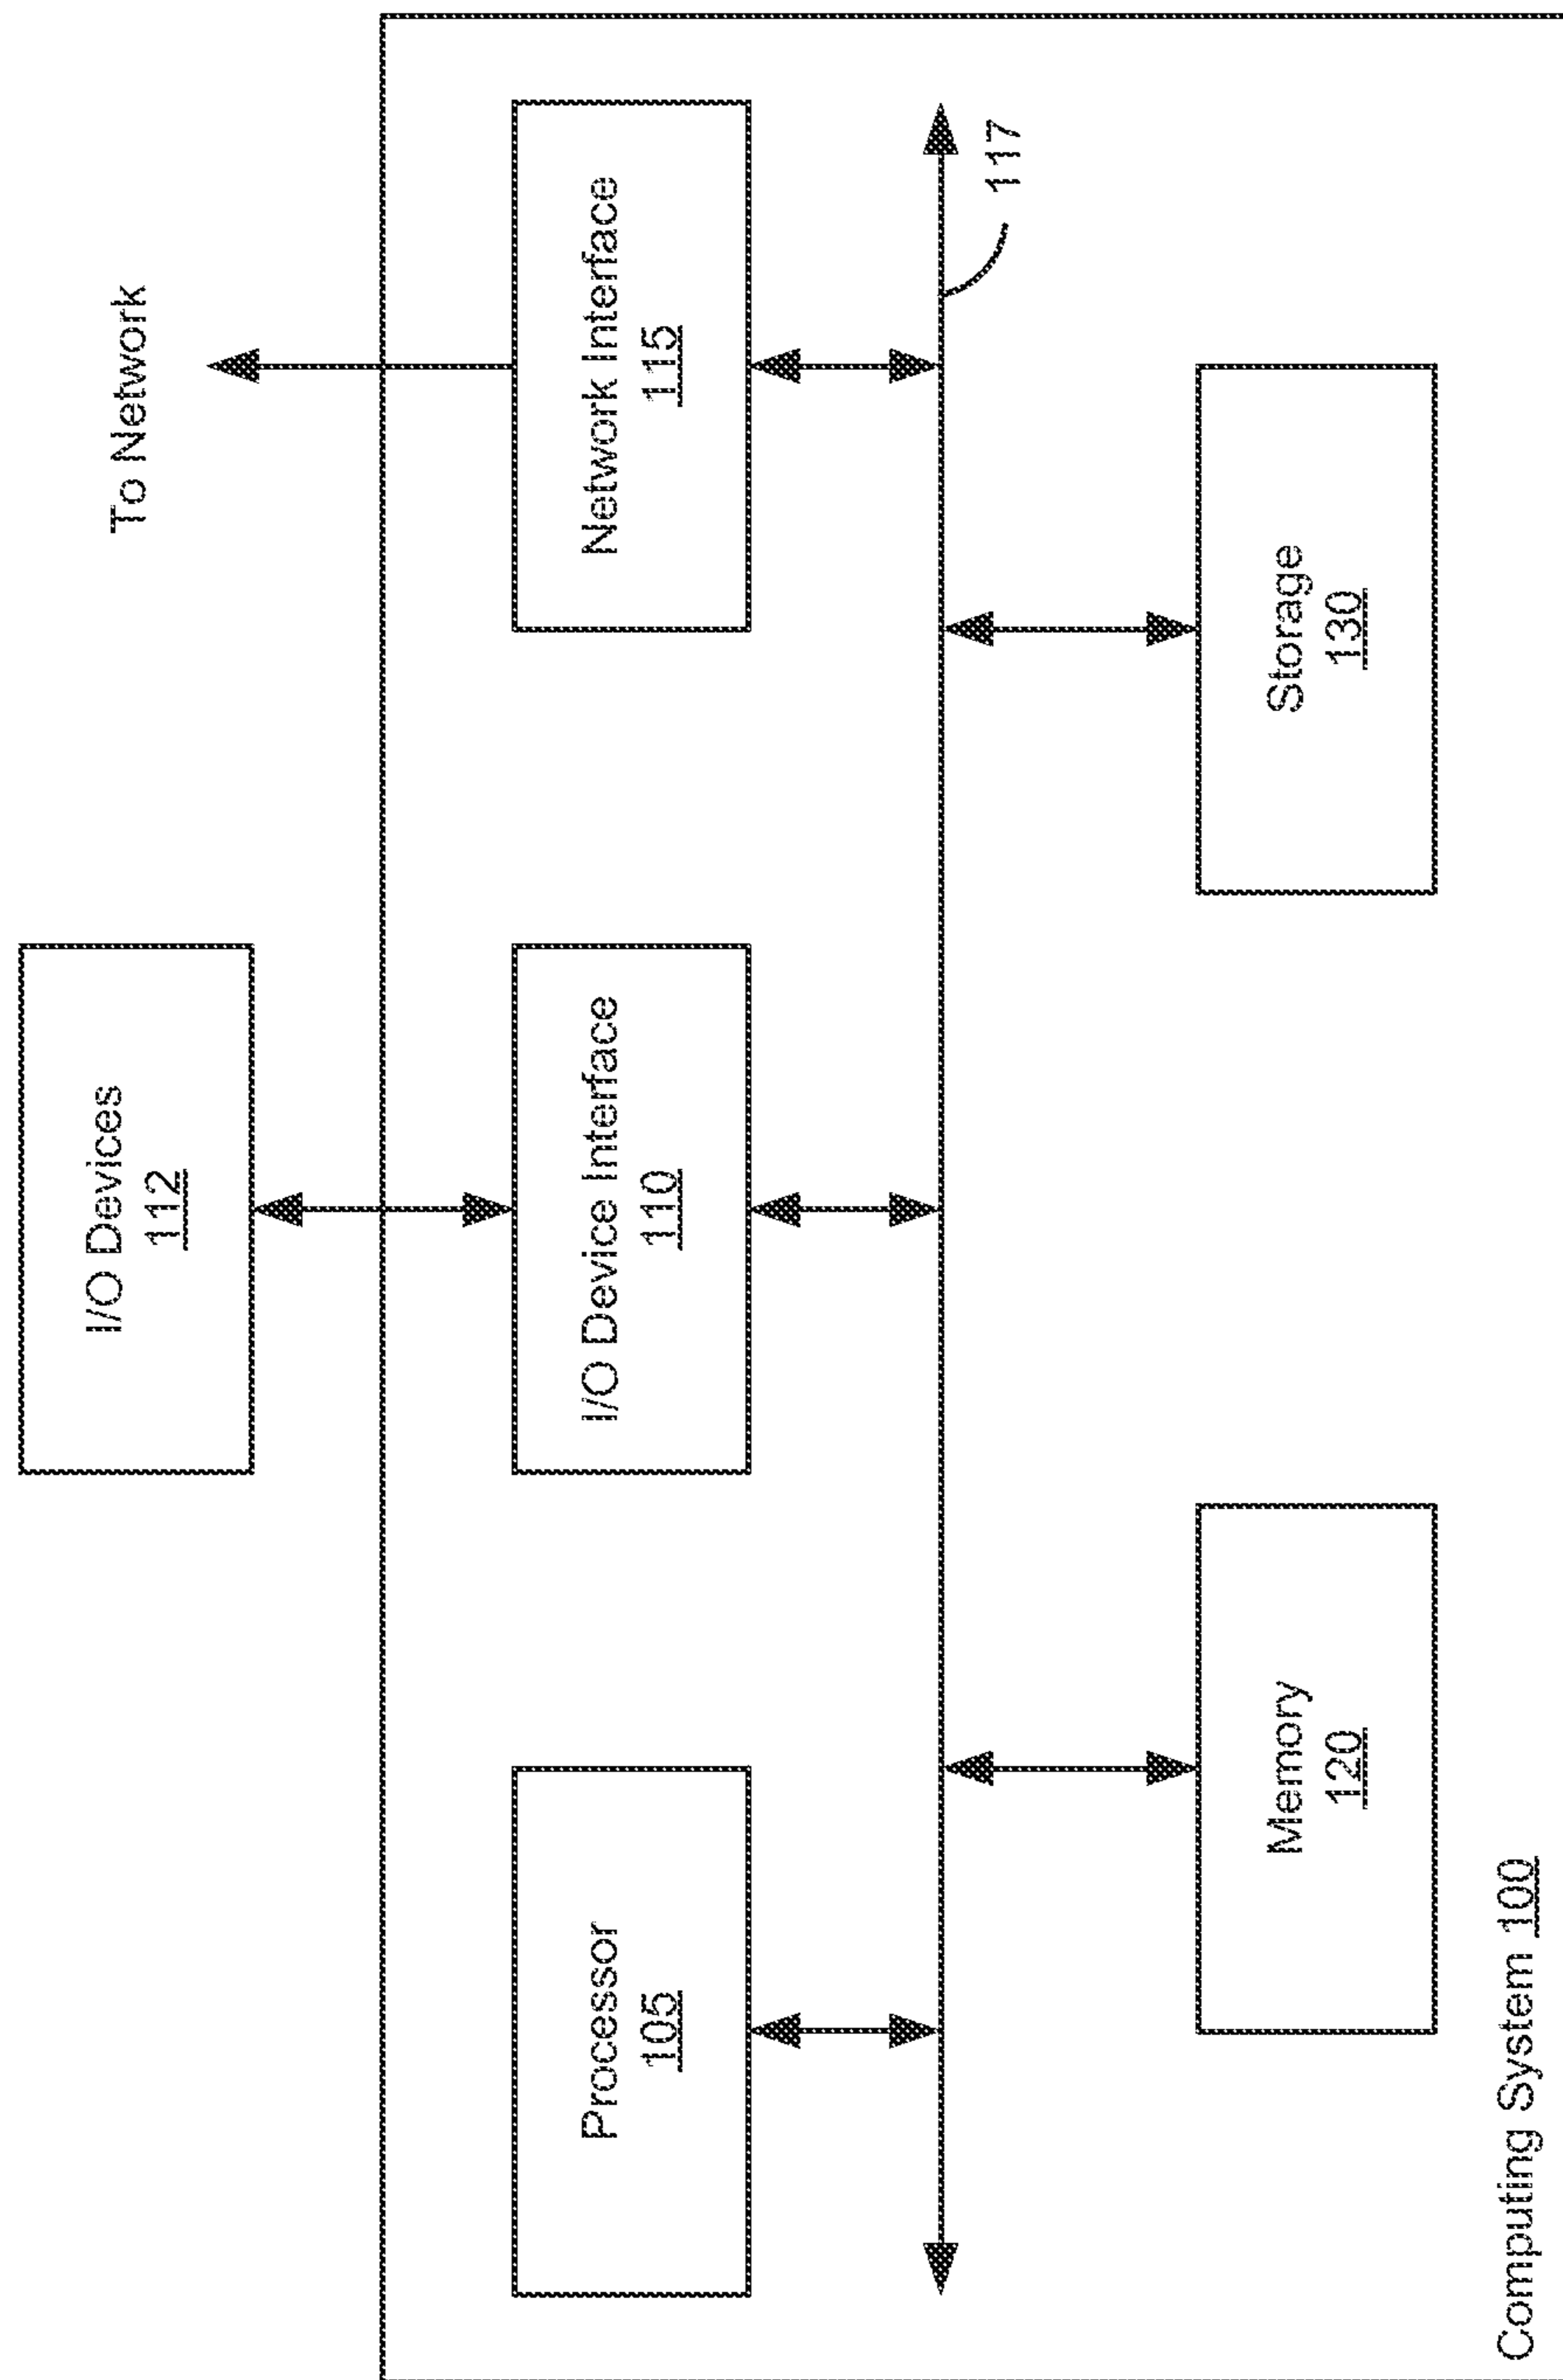 I/O Devices
112
To Network
Processor
105
I/O Device Interface
110
Network Interface
115
117
Memory
120
Storage
130
Computing System 100